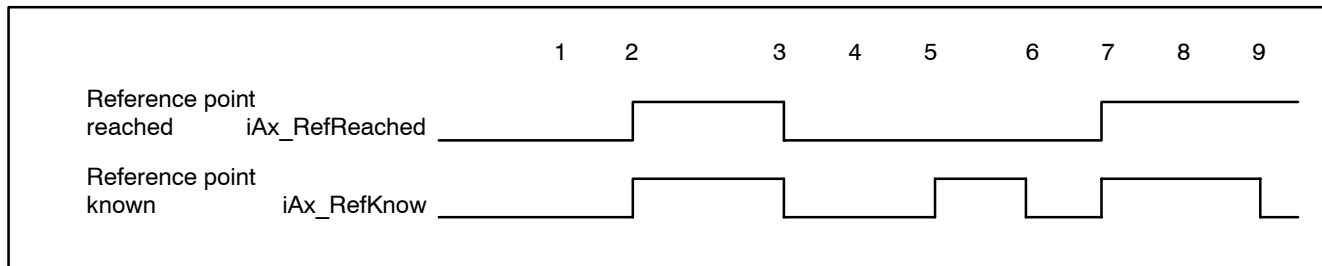 1 2 3 4 5 6 7 8 9
Reference point
reached iAx_RefReached
Reference point
known iAx_RefKnow